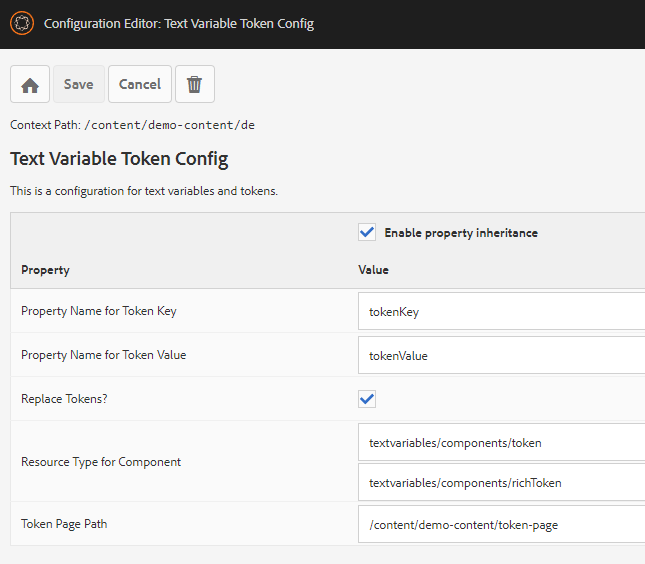 Configuration Editor: Text Variable Token Config
Save Cancel
Context Path: /content/demo-content/de
Text Variable Token Config
This is a configuration for text variables and tokens.
Enable property inheritance
Property Value
Property Name for Token Key tokenKey
Property Name for Token Value tokenValue
Replace Tokens?
textvariables/components/token
Resource Type for Component
textvariables/components/richToken
Token Page Path /content/demo-content/token-page